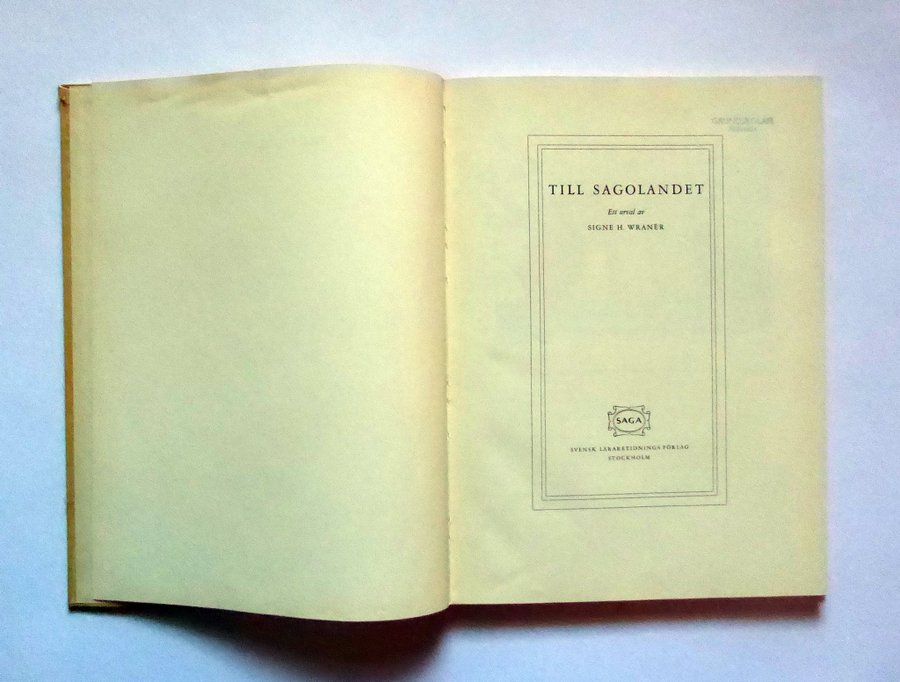 TILL SAGOLANDET
Ett urval av
SIGNE H. WRANÉR
SAGA
SVENSK LÄRARETIDNINGS FÖRLAG
STOCKHOLM